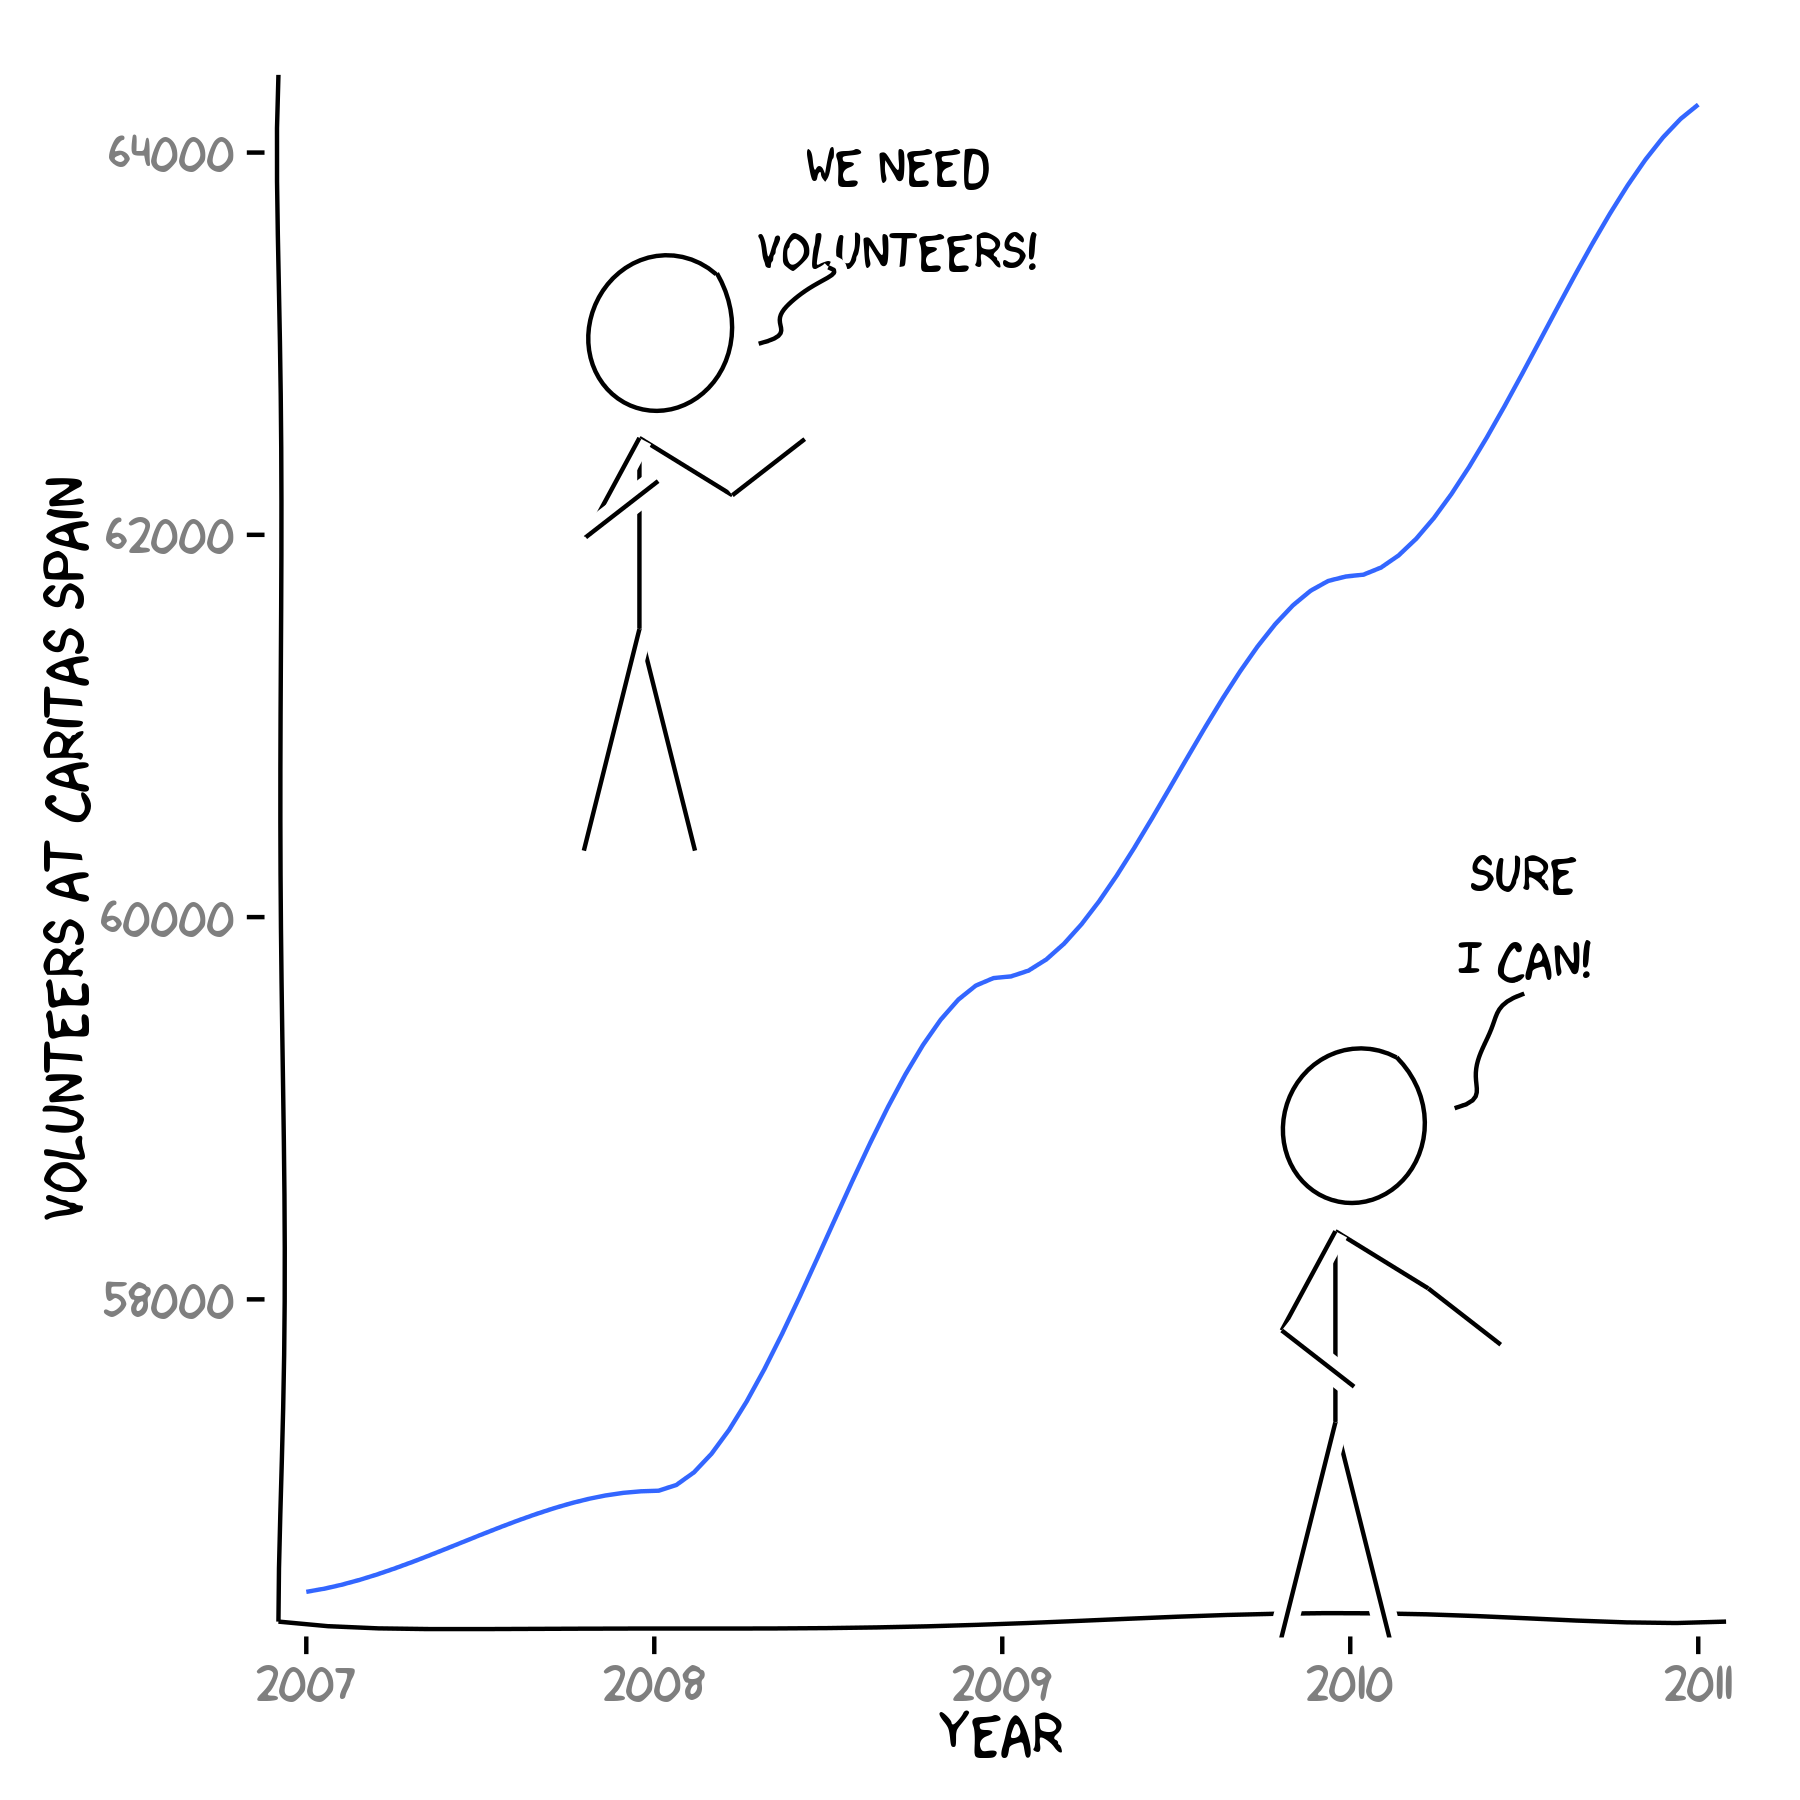 WE NEED
VOLUNTEERS!
SURE
I CAN!
VOLUNTEERS AT CARITAS SPAIN
64000
62000
60000
58000
2007 2008 2009 2010 2011
YEAR